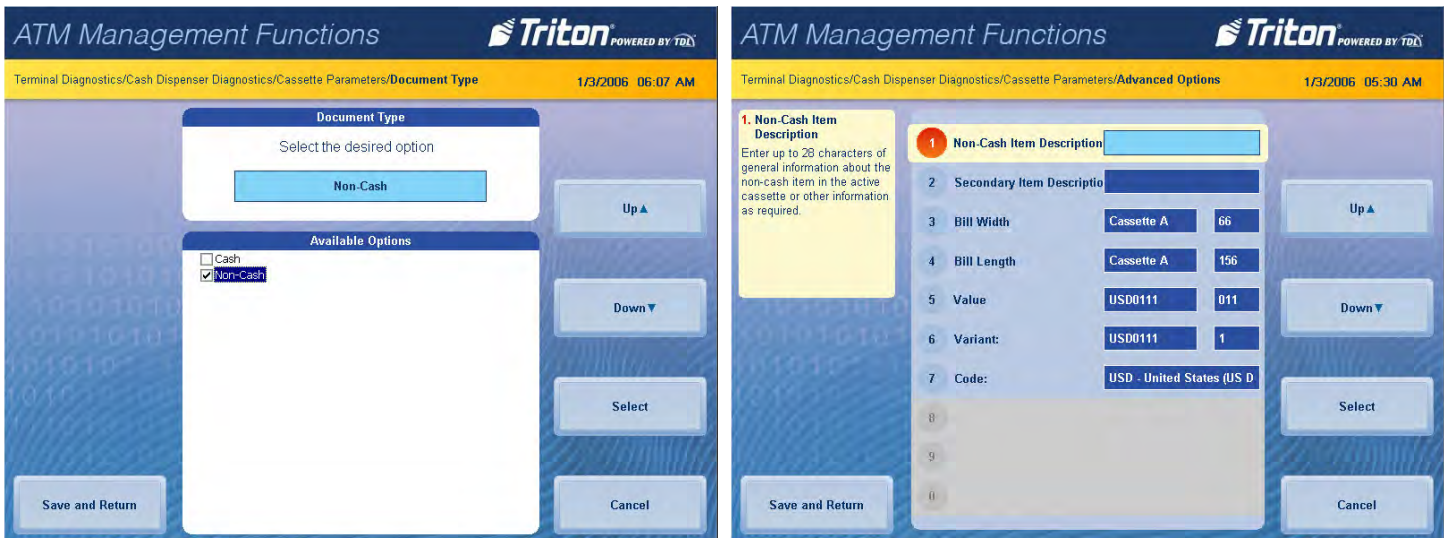 ATM Management Functions
Triton POWERED BY TDL
Terminal Diagnostics/Cash Dispenser Diagnostics/Cassette Parameters/Document Type
1/3/2006 06:07 AM
Document Type
Select the desired option
Non-Cash
Available Options
Cash
Non-Cash
Up▲
Down▼
Select
Save and Return
Cancel
ATM Management Functions
Triton POWERED BY TDL
Terminal Diagnostics/Cash Dispenser Diagnostics/Cassette Parameters/Advanced Options
1/3/2006 05:30 AM
1. Non-Cash Item
Description
Enter up to 28 characters of
general information about the
non-cash item in the active
cassette or other information
as required.
1 Non-Cash Item Description
2 Secondary Item Descriptio
3 Bill Width Cassette A 66
4 Bill Length Cassette A 156
5 Value USD0111 011
6 Variant: USD0111 1
7 Code: USD - United States (US D
8
9
0
Up▲
Down▼
Select
Save and Return
Cancel